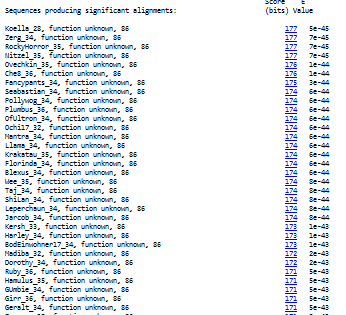 Score E
Sequences producing significant alignments: (bits) Value
Koella_28, function unknown, 86 177 5e-45
Zerg_34, function unknown, 86 177 7e-45
RockyHorror_35, function unknown, 86 177 7e-45
Nitzel_35, function unknown, 86 177 7e-45
Ovechkin_35, function unknown, 86 176 1e-44
Che8_36, function unknown, 86 176 1e-44
Fancypants_34, function unknown, 86 175 3e-44
Seabastian_34, function unknown, 86 174 6e-44
Pollywog_34, function unknown, 86 174 6e-44
Plumbus_36, function unknown, 86 174 6e-44
OfUltron_34, function unknown, 86 174 6e-44
Ochi17_32, function unknown, 86 174 6e-44
Mantra_34, function unknown, 86 174 6e-44
Llama_34, function unknown, 86 174 6e-44
Krakatau_35, function unknown, 86 174 6e-44
Florinda_34, function unknown, 86 174 6e-44
Blexus_34, function unknown, 86 174 6e-44
Wee_35, function unknown, 86 174 8e-44
Taj_34, function unknown, 86 174 8e-44
ShiLan_34, function unknown, 86 174 8e-44
Leperchaun_34, function unknown, 86 174 8e-44
Jarcob_34, function unknown, 86 174 8e-44
Kersh_33, function unknown, 86 173 1e-43
Harley_34, function unknown, 86 173 1e-43
BodEinwohner17_34, function unknown, 86 173 1e-43
Madiba_32, function unknown, 86 172 2e-43
Dorothy_34, function unknown, 86 172 2e-43
Ruby_36, function unknown, 86 171 5e-43
Hamulus_35, function unknown, 86 171 5e-43
GUmbie_34, function unknown, 86 171 5e-43
Girr_36, function unknown, 86 171 5e-43
Geralt_34, function unknown, 86 171 5e-43